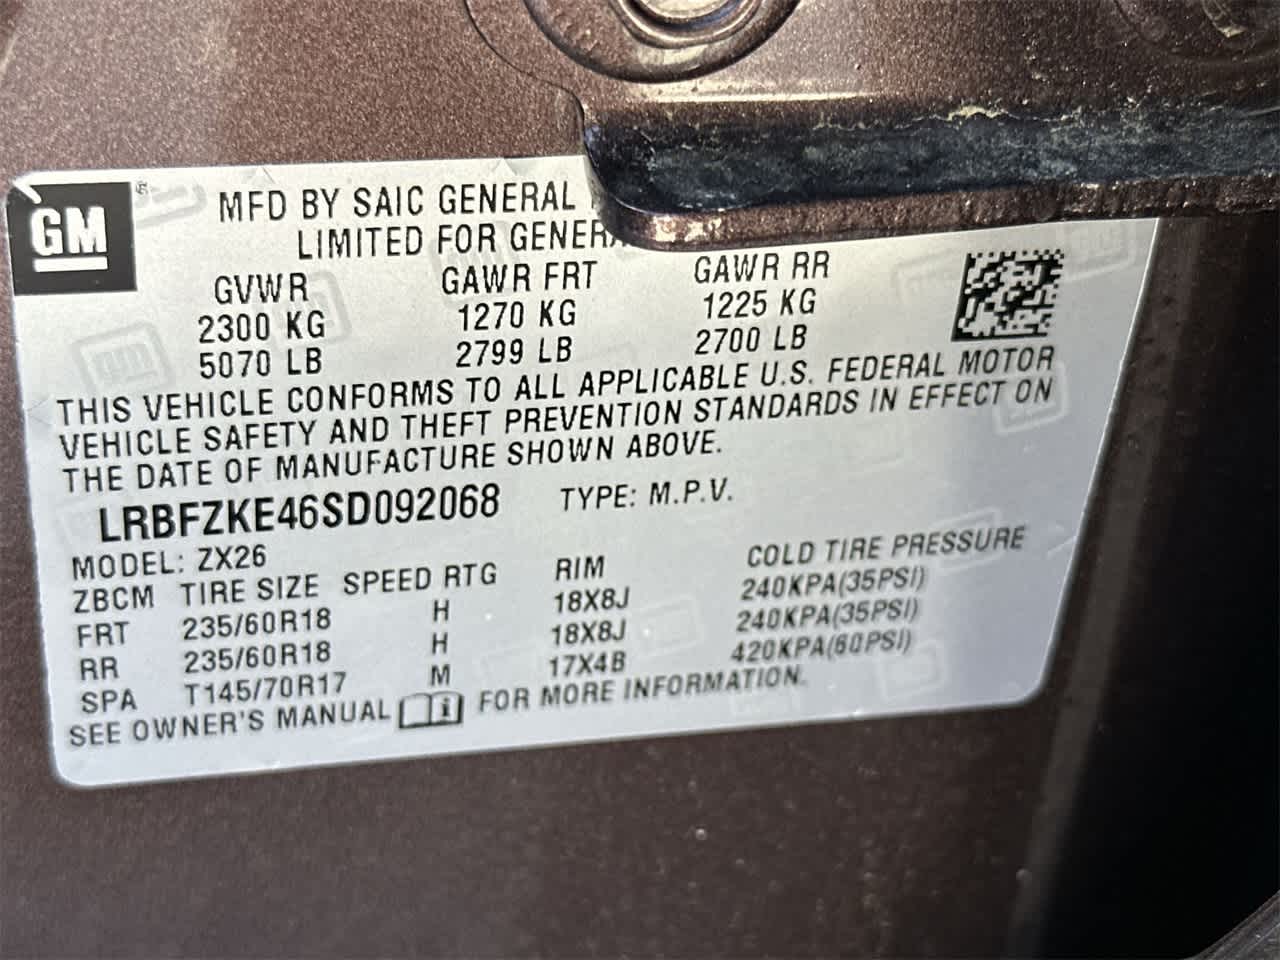 GM
MFD BY SAIC GENERAL
LIMITED FOR
GVWR GAWR FRT GAWR RR
2300 KG 1270 KG 1225 KG
5070 LB 2799 LB 2700 LB
THIS VEHICLE CONFORMS TO ALL APPLICABLE U.S. FEDERAL MOTOR
VEHICLE SAFETY AND THEFT PREVENTION STANDARDS IN EFFECT ON
THE DATE OF MANUFACTURE SHOWN ABOVE.
LRBFZKE46SD092068 TYPE: M.P.V.
MODEL: ZX26
ZBCM TIRE SIZE SPEED RTG RIM COLD TIRE PRESSURE
FRT 235/60R18 H 18X8J 240KPA(35PSI)
RR 235/60R18 H 18X8J 240KPA(35PSI)
SPA T145/70R17 M 17X4B 420KPA(60PSI)
SEE OWNER'S MANUAL FOR MORE INFORMATION.